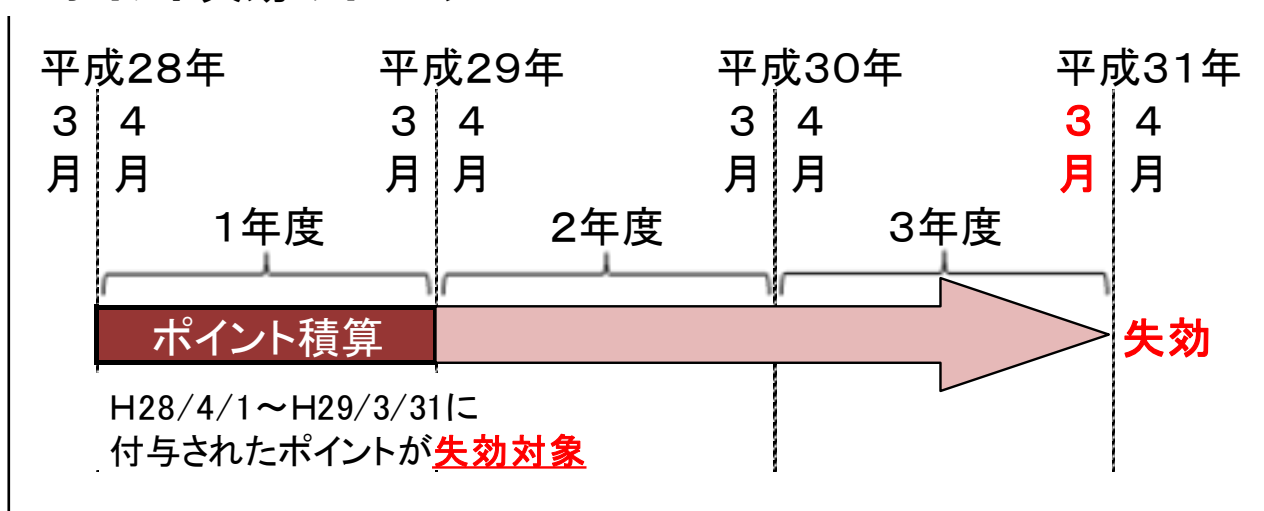 平成28年 平成29年 平成30年 平成31年
3月 4月 3月 4月 3月 4月 3月 4月
1年度 2年度 3年度
ポイント積算 失効
H28/4/1～H29/3/31に
付与されたポイントが失効対象